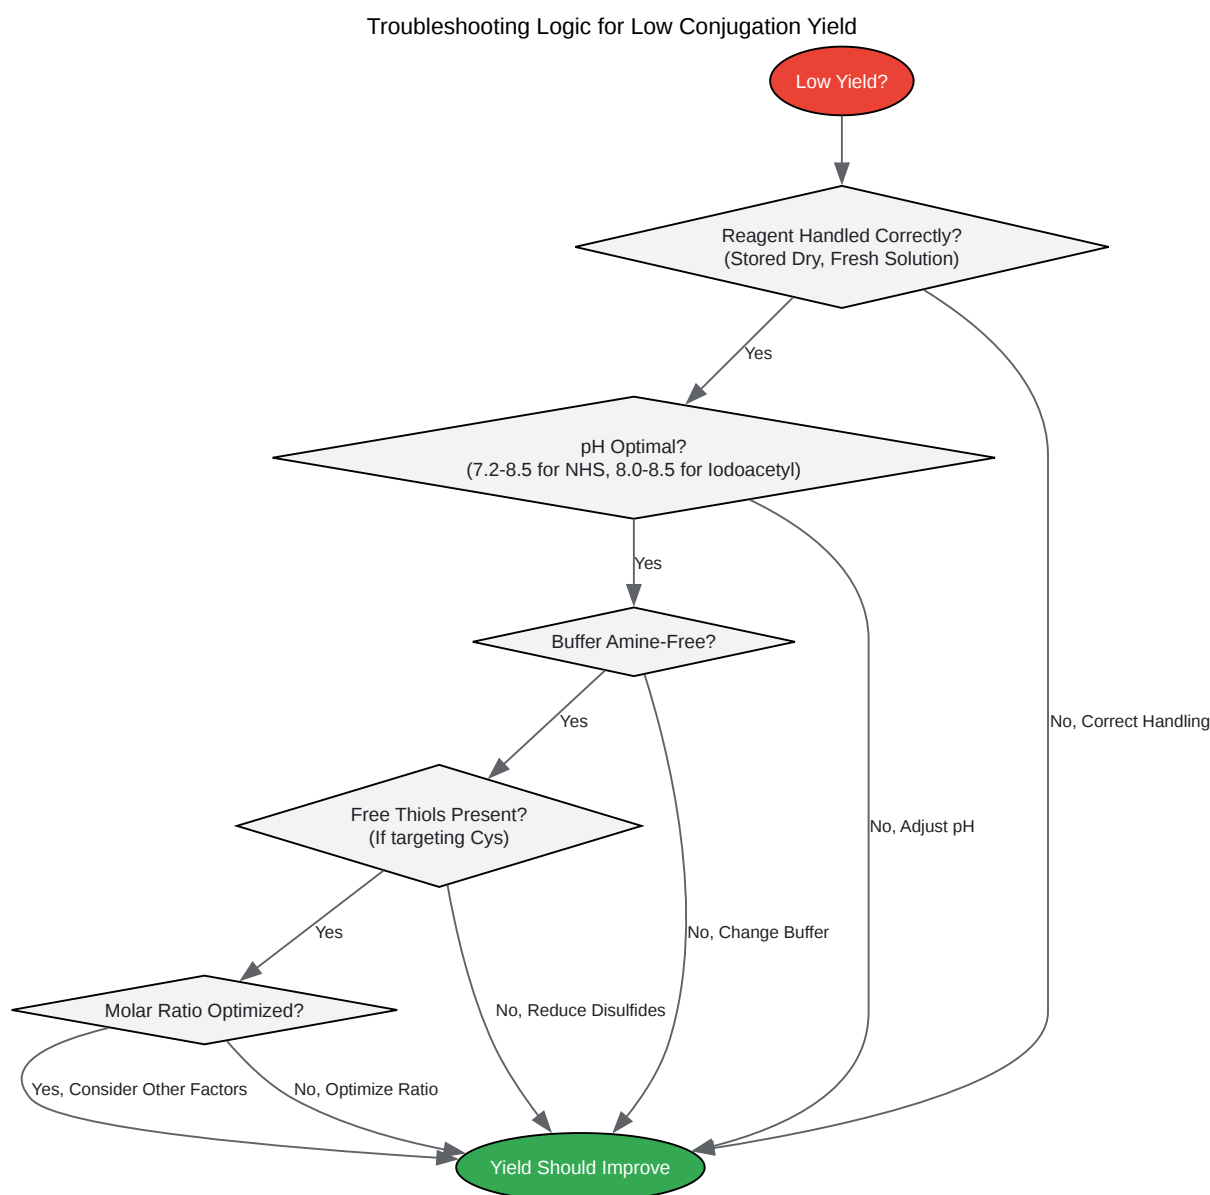 Troubleshooting Logic for Low Conjugation Yield
Low Yield?
Reagent Handled Correctly?
(Stored Dry, Fresh Solution)
Yes
pH Optimal?
(7.2-8.5 for NHS, 8.0-8.5 for Iodoacetyl)
Yes
Buffer Amine-Free?
Yes
No, Correct Handling
Free Thiols Present?
(If targeting Cys)
No, Adjust pH
Yes
No, Change Buffer
Molar Ratio Optimized?
No, Reduce Disulfides
Yes, Consider Other Factors
No, Optimize Ratio
Yield Should Improve